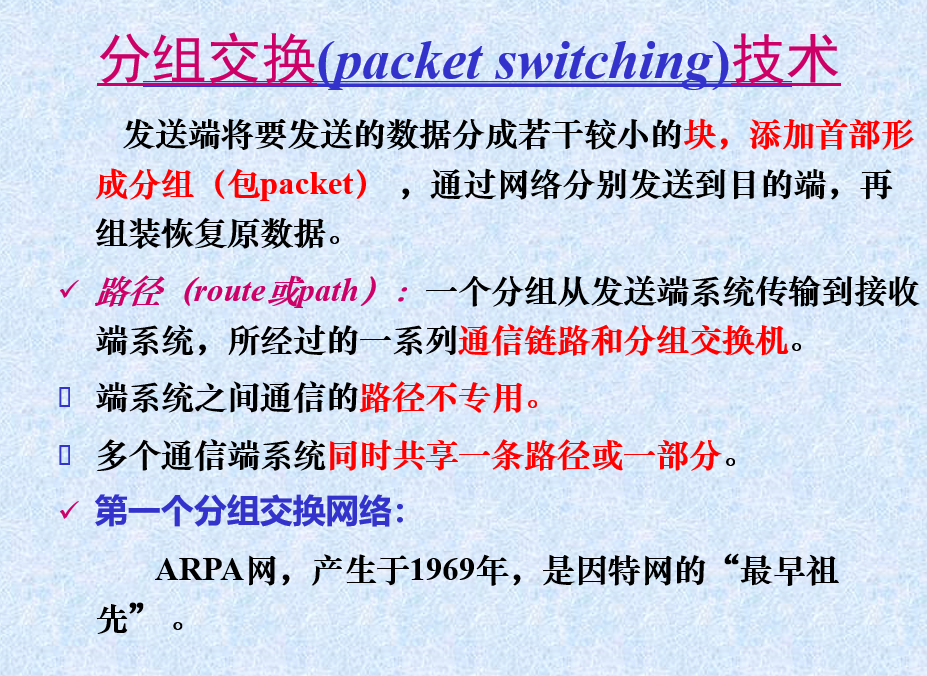 分组交换(packet switching)技术
发送端将要发送的数据分成若干较小的块，添加首部形
成分组（包packet），通过网络分别发送到目的端，再
组装恢复原数据。
✓ 路径（route或path）：一个分组从发送端系统传输到接收
端系统，所经过的一系列通信链路和分组交换机。
端系统之间通信的路径不专用。
多个通信端系统同时共享一条路径或一部分。
✓ 第一个分组交换网络：
ARPA网，产生于1969年，是因特网的“最早祖
先”。